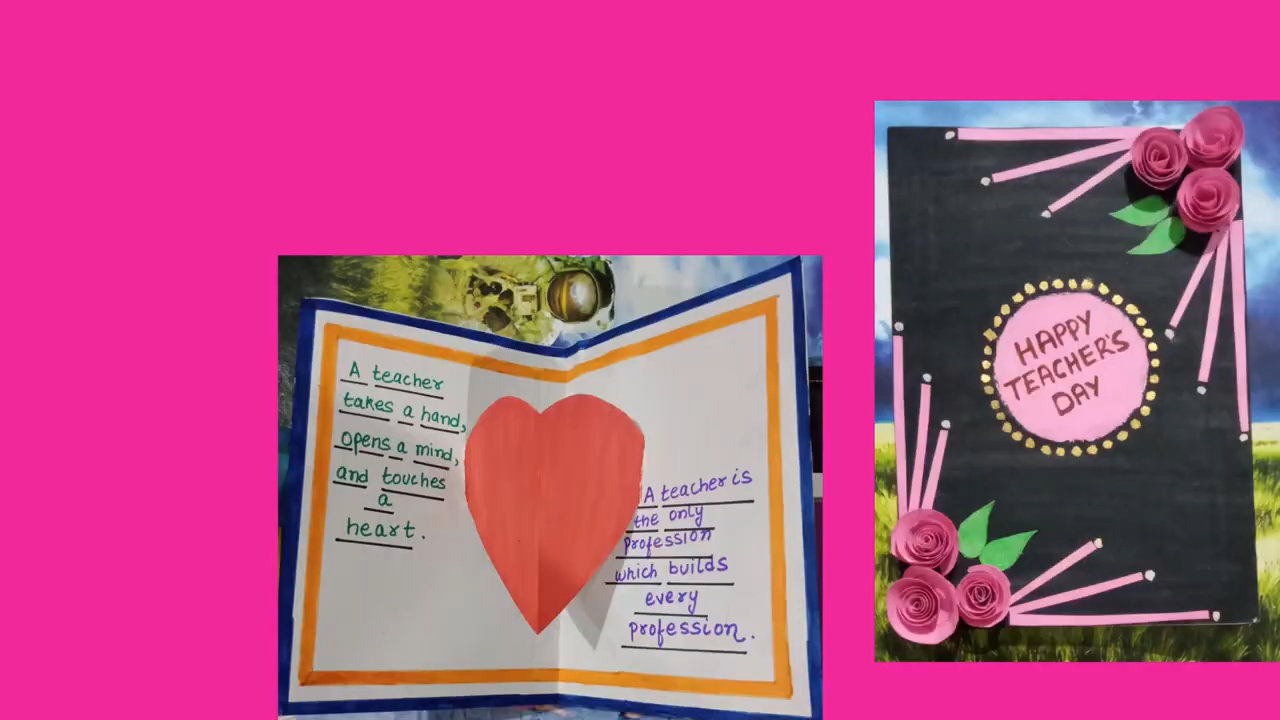 A teacher
takes a hand,
opens a mind,
and touches
a
heart.
A teacher is
the only
profession
which builds
every
profession.
HAPPY
TEACHER'S
DAY